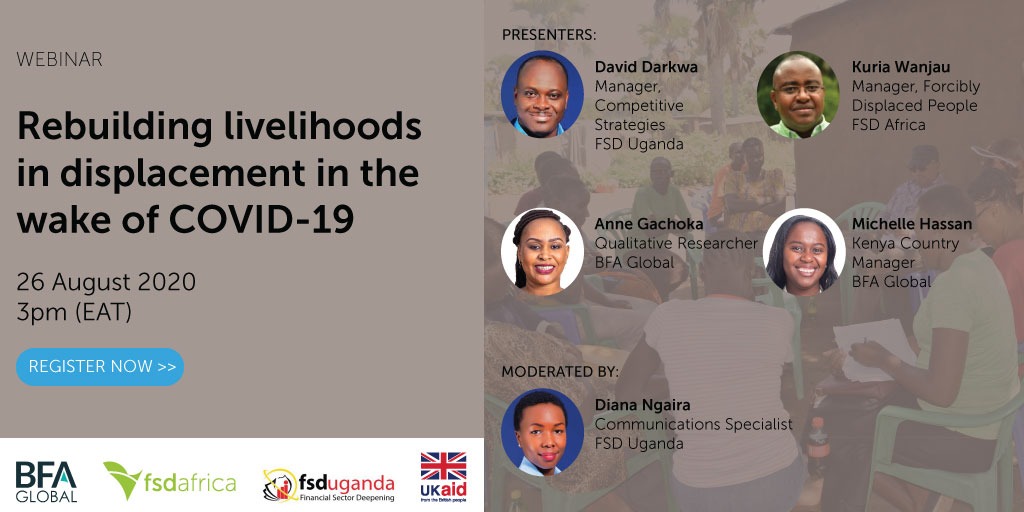 WEBINAR
Rebuilding livelihoods
in displacement in the
wake of COVID-19
26 August 2020
3pm (EAT)
REGISTER NOW >>
BFA
GLOBAL
fsdafrica
fsduganda
Financial Sector Deepening
UKaid
from the British people
PRESENTERS:
David Darkwa
Manager,
Competitive
Strategies
FSD Uganda
Kuria Wanjau
Manager, Forcibly
Displaced People
FSD Africa
Anne Gachoka
Qualitative Researcher
BFA Global
Michelle Hassan
Kenya Country
Manager
BFA Global
MODERATED BY:
Diana Ngaira
Communications Specialist
FSD Uganda